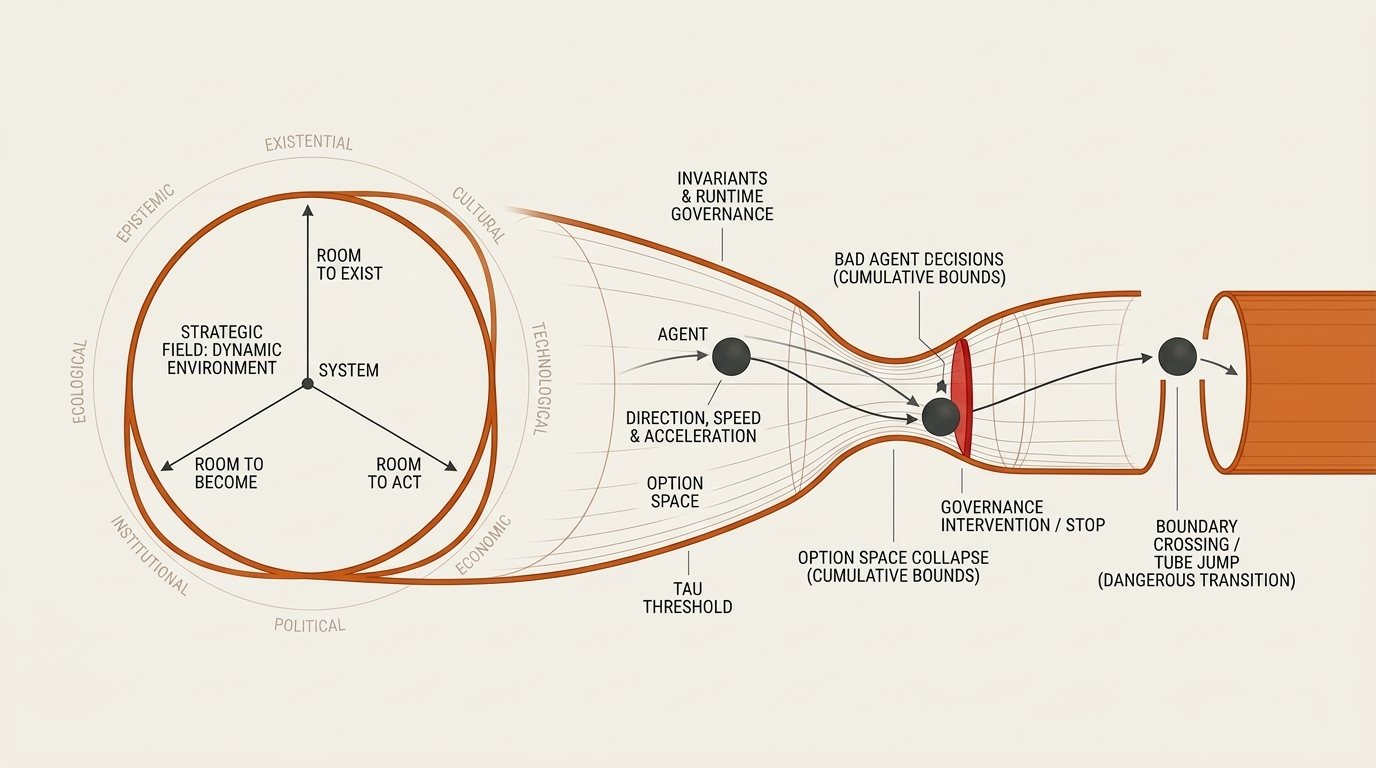 EXISTENTIAL
EPISTEMIC
CULTURAL
ECOLOGICAL
TECHNOLOGICAL
INSTITUTIONAL
ECONOMIC
POLITICAL
ROOM
TO EXIST
STRATEGIC
FIELD: DYNAMIC
ENVIRONMENT
SYSTEM
ROOM TO
BECOME
ROOM
TO ACT
INVARIANTS
& RUNTIME
GOVERNANCE
AGENT
DIRECTION, SPEED
& ACCELERATION
OPTION
SPACE
TAU
THRESHOLD
BAD AGENT DECISIONS
(CUMULATIVE BOUNDS)
OPTION SPACE COLLAPSE
(CUMULATIVE BOUNDS)
GOVERNANCE
INTERVENTION / STOP
BOUNDARY
CROSSING /
TUBE JUMP
(DANGEROUS TRANSITION)